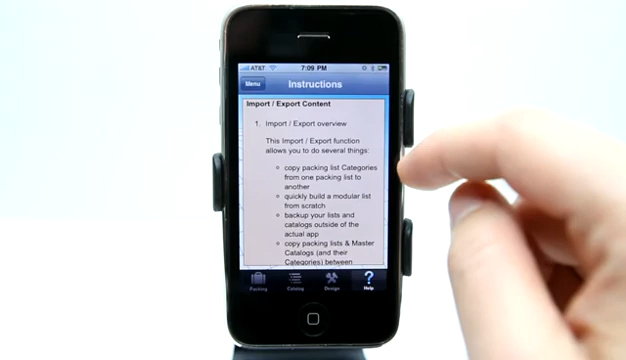 AT&T 7:09 PM
Menu Instructions
Import / Export Content
1. Import / Export overview
This Import / Export function
allows you to do several things:
copy packing list Categories
from one packing list to
another
quickly build a modular list
from scratch
backup your lists and
catalogs outside of the
actual app
copy packing lists & Master
Catalogs (and their
Categories) between
Packing Catalog Design Help